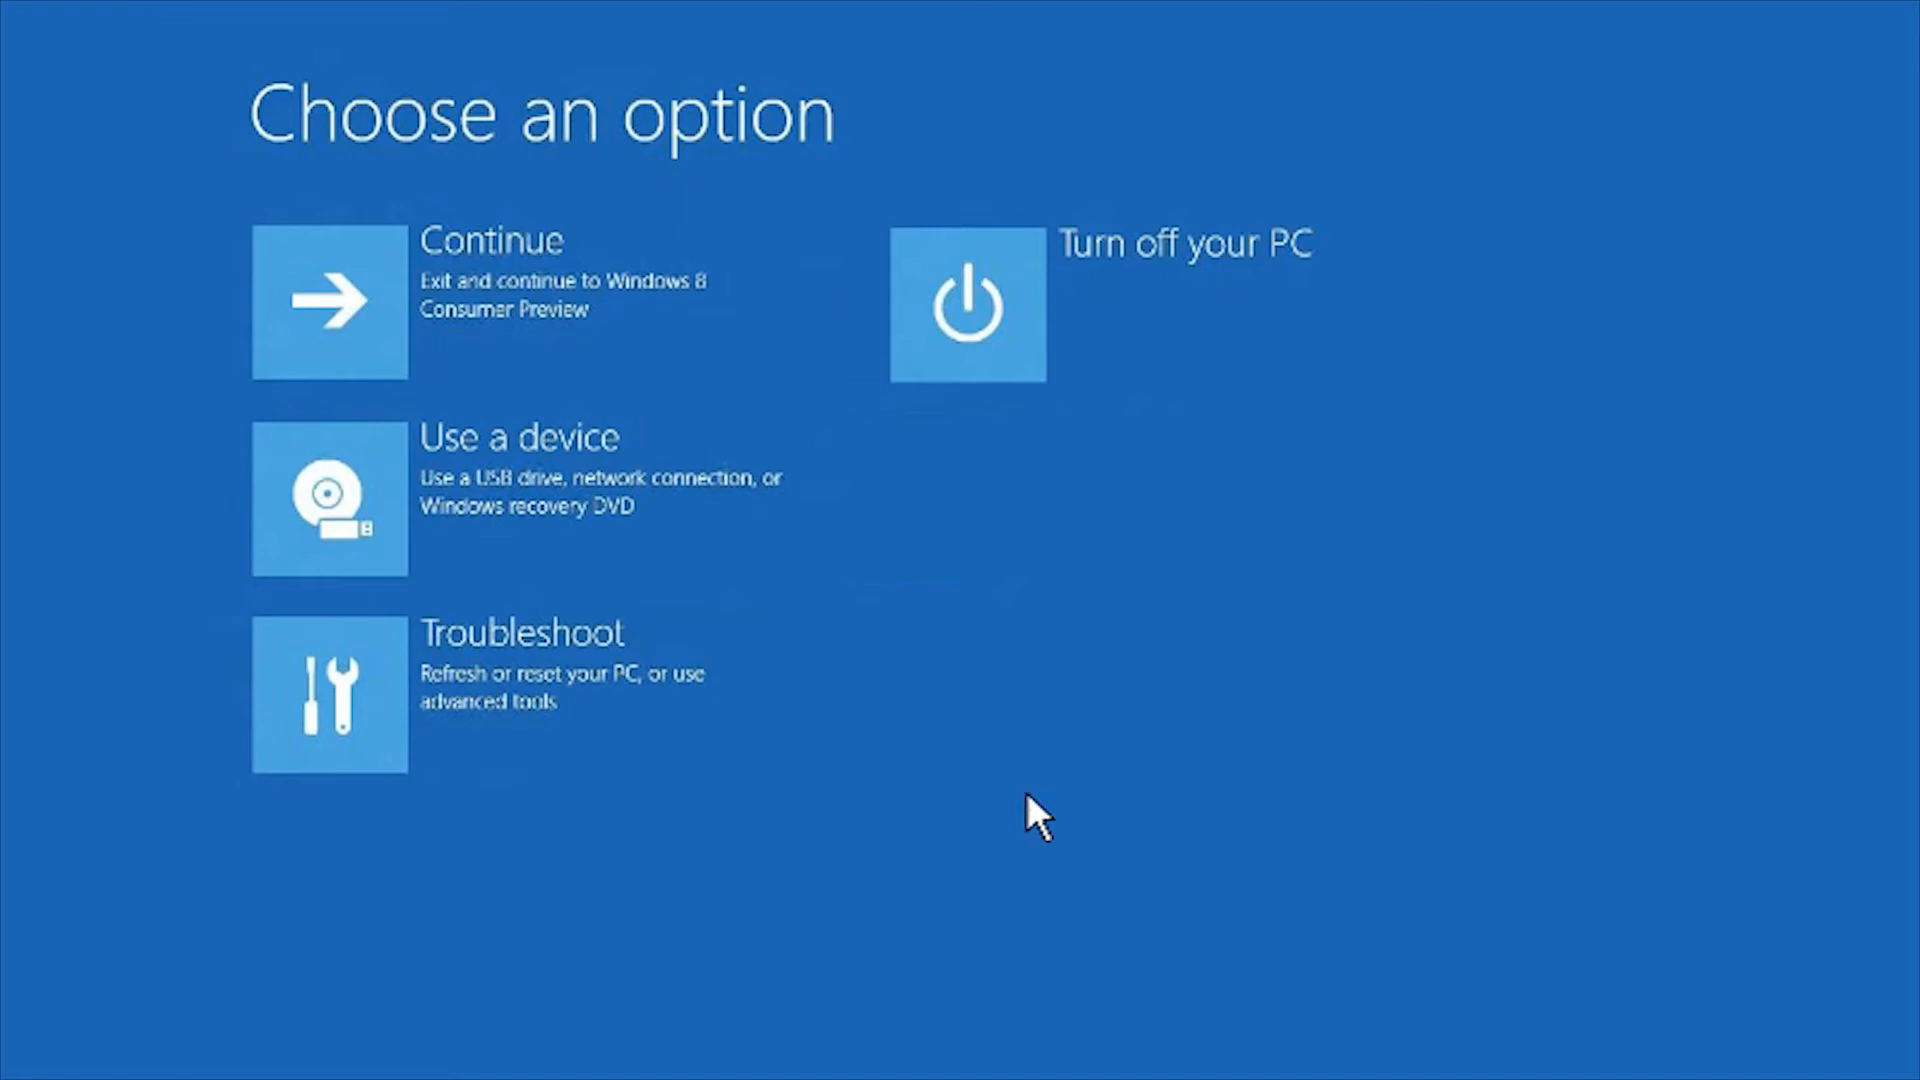 Choose an option
Continue
Exit and continue to Windows 8
Consumer Preview
Turn off your PC
Use a device
Use a USB drive, network connection, or
Windows recovery DVD
Troubleshoot
Refresh or reset your PC, or use
advanced tools